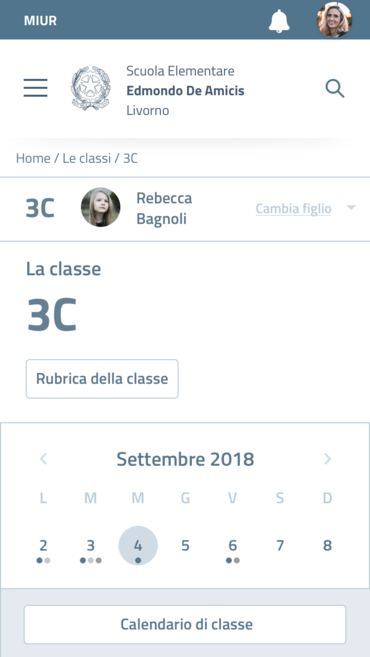 MIUR
Scuola Elementare
Edmondo De Amicis
Livorno
Home / Le classi / 3C
3C
Rebecca
Bagnoli
Cambia figlio
La classe
3C
Rubrica della classe
Settembre 2018
L M M G V S D
2 3 4 5 6 7 8
Calendario di classe